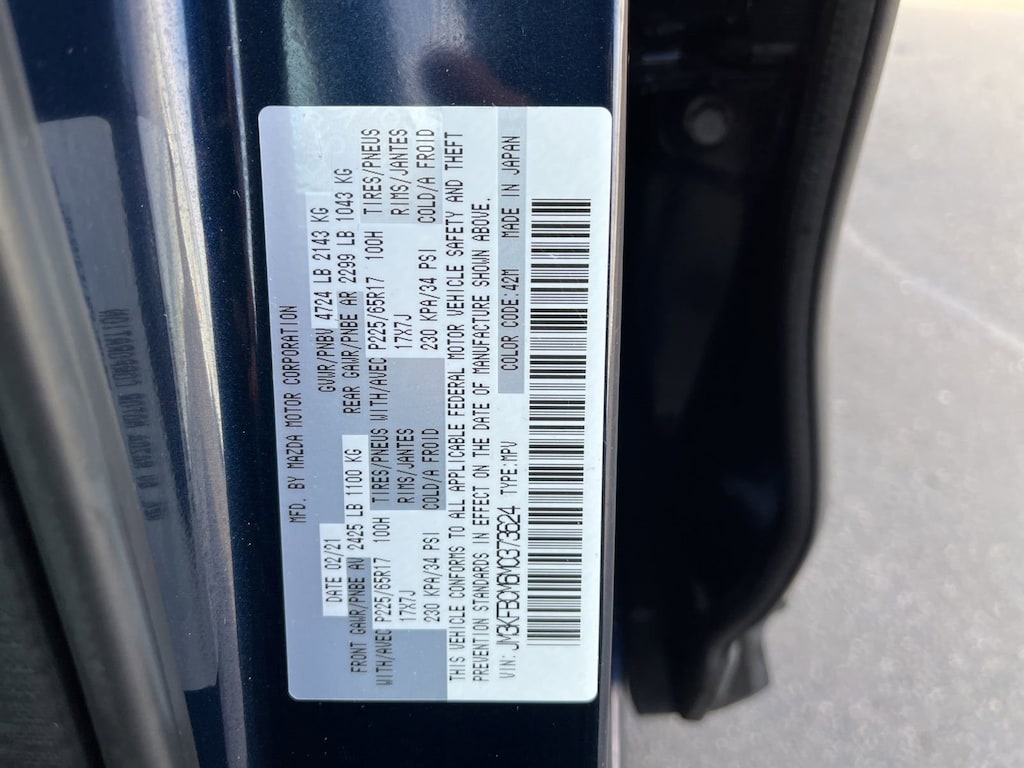 MFD. BY MAZDA MOTOR CORPORATION
DATE 02/21 GVWR/PNBV 4724 LB 2143 KG
FRONT GAWR/PNBE AV 2425 LB 1100 KG REAR GAWR/PNBE AR 2299 LB 1043 KG
WITH/AVEC P225/65R17 100H TIRES/PNEUS WITH/AVEC P225/65R17 100H TIRES/PNEUS
17X7J RIMS/JANTES 17X7J RIMS/JANTES
230 KPA/34 PSI COLD/A FROID 230 KPA/34 PSI COLD/A FROID
THIS VEHICLE CONFORMS TO ALL APPLICABLE FEDERAL MOTOR VEHICLE SAFETY AND THEFT
PREVENTION STANDARDS IN EFFECT ON THE DATE OF MANUFACTURE SHOWN ABOVE.
VIN: JM3KFBCM6M0373624 TYPE:MPV COLOR CODE:42M MADE IN JAPAN